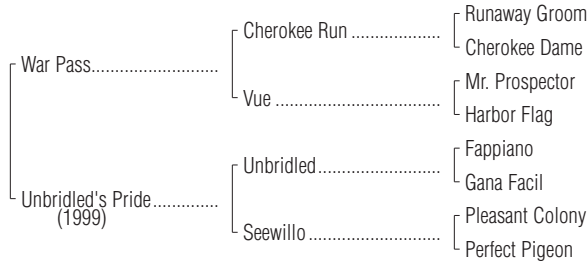 Runaway Groom
Cherokee Run ..................
Cherokee Dame
War Pass..........................
Mr. Prospector
Vue .................................
Harbor Flag
Fappiano
Unbridled.........................
Gana Facil
Unbridled's Pride .............
(1999)
Pleasant Colony
Seewillo ..........................
Perfect Pigeon